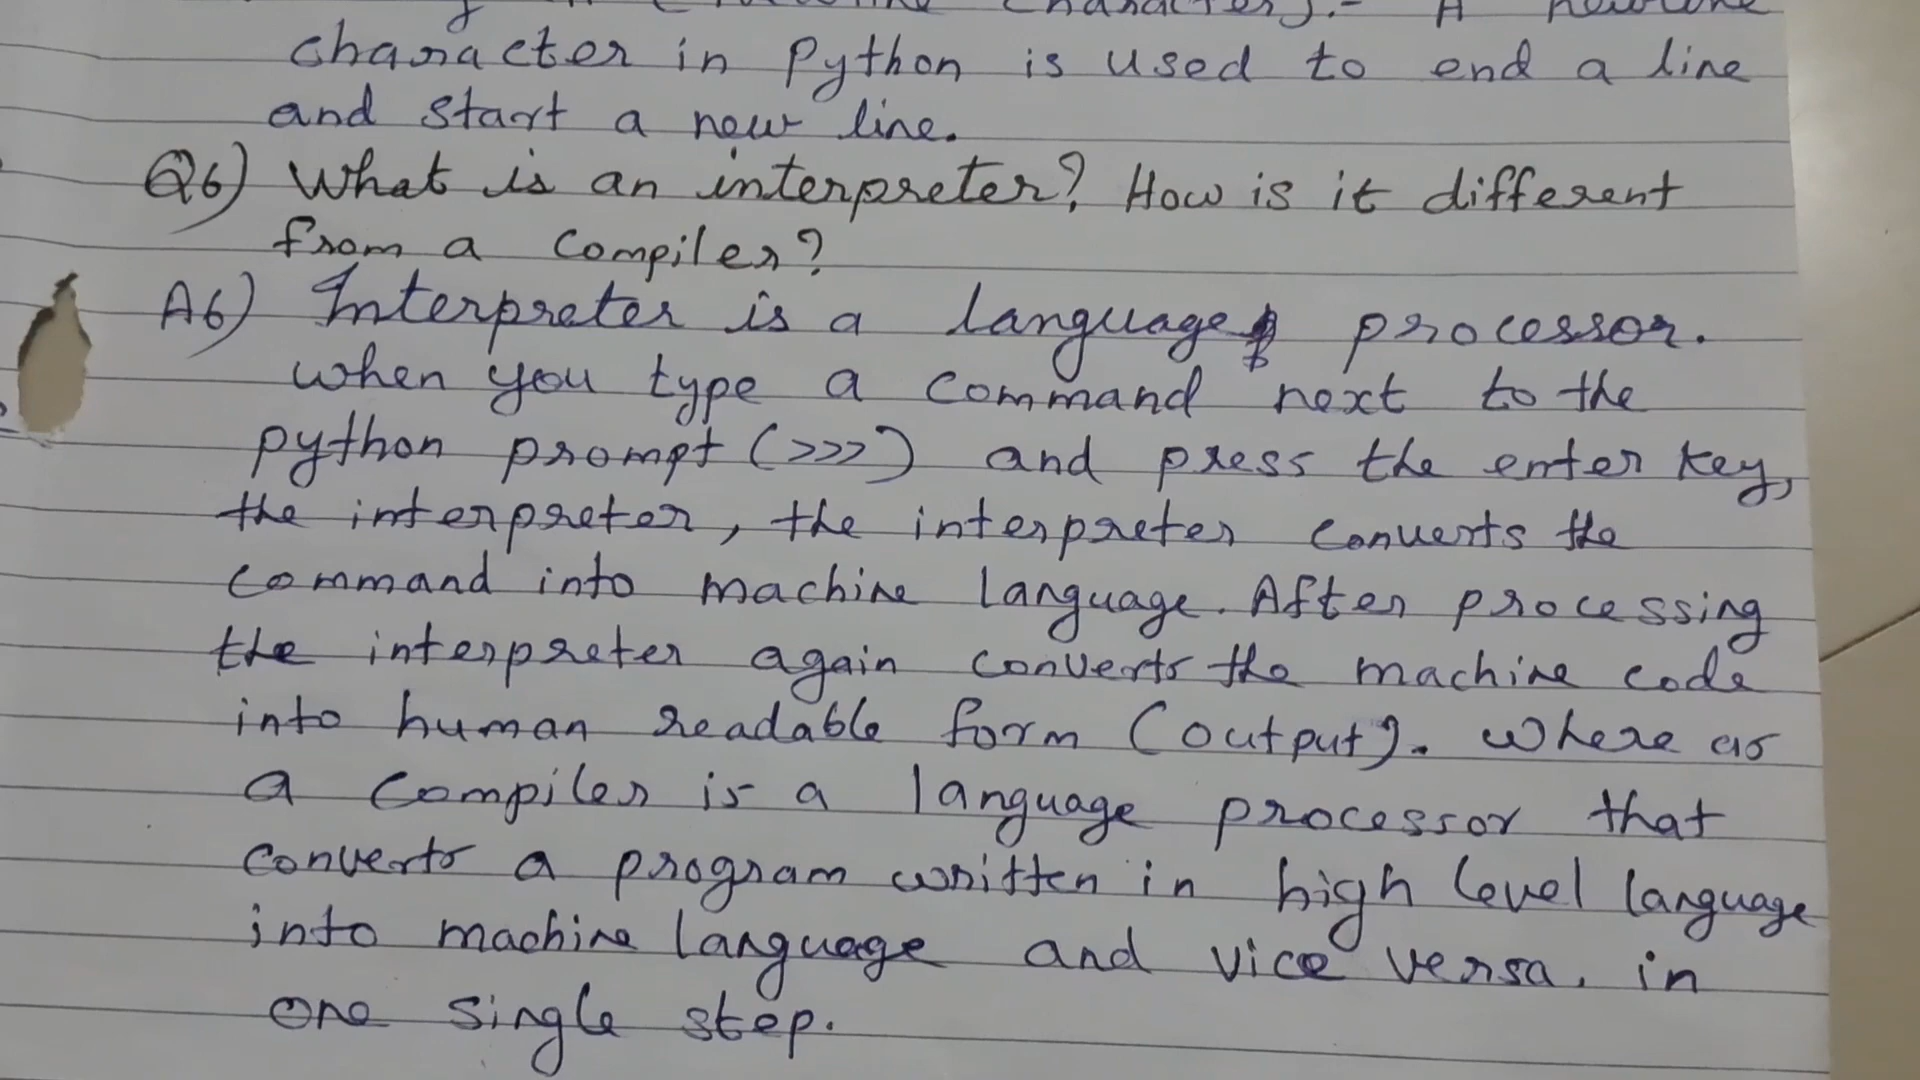 character in Python is used to end a line
and start a new line.
Q6) What is an interpreter? How is it different
from a compiler?
A6) Interpreter is a language processor.
when you type a command next to the
python prompt (>>>) and press the enter key,
the interpreter, the interpreter converts the
command into machine language. After processing
the interpreter again converts the machine code
into human readable form (output). where as
a compiler is a language processor that
converts a program written in high level language
into machine language and vice versa. in
one single step.